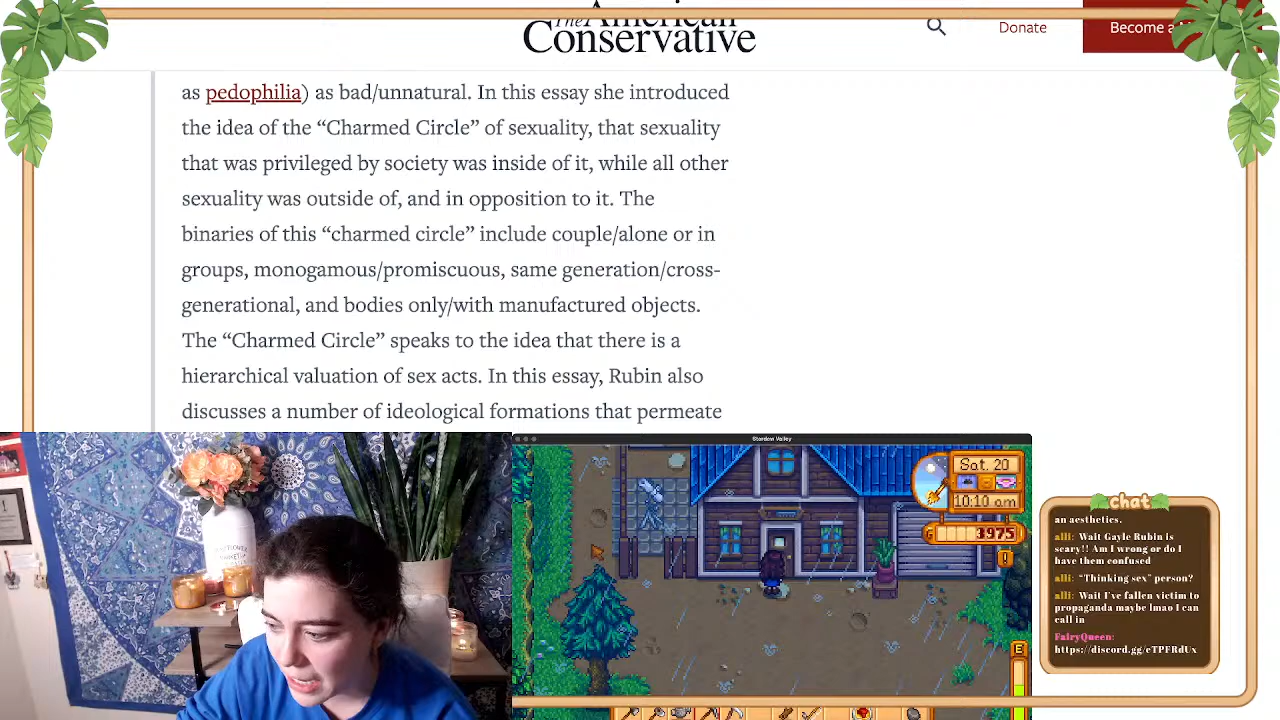 The American
Conservative
Donate
Become a
as pedophilia) as bad/unnatural. In this essay she introduced
the idea of the “Charmed Circle” of sexuality, that sexuality
that was privileged by society was inside of it, while all other
sexuality was outside of, and in opposition to it. The
binaries of this “charmed circle” include couple/alone or in
groups, monogamous/promiscuous, same generation/cross-
generational, and bodies only/with manufactured objects.
The “Charmed Circle” speaks to the idea that there is a
hierarchical valuation of sex acts. In this essay, Rubin also
discusses a number of ideological formations that permeate
Stardew Valley
Sat. 20
10:10 am
3975
E
chat
an aesthetics.
alli: Wait Gayle Rubin is
scary!! Am I wrong or do I
have them confused
alli: “Thinking sex” person?
alli: Wait I’ve fallen victim to
propaganda maybe lmao I can
call in
FairyQueen:
https://discord.gg/eTPFRdUx